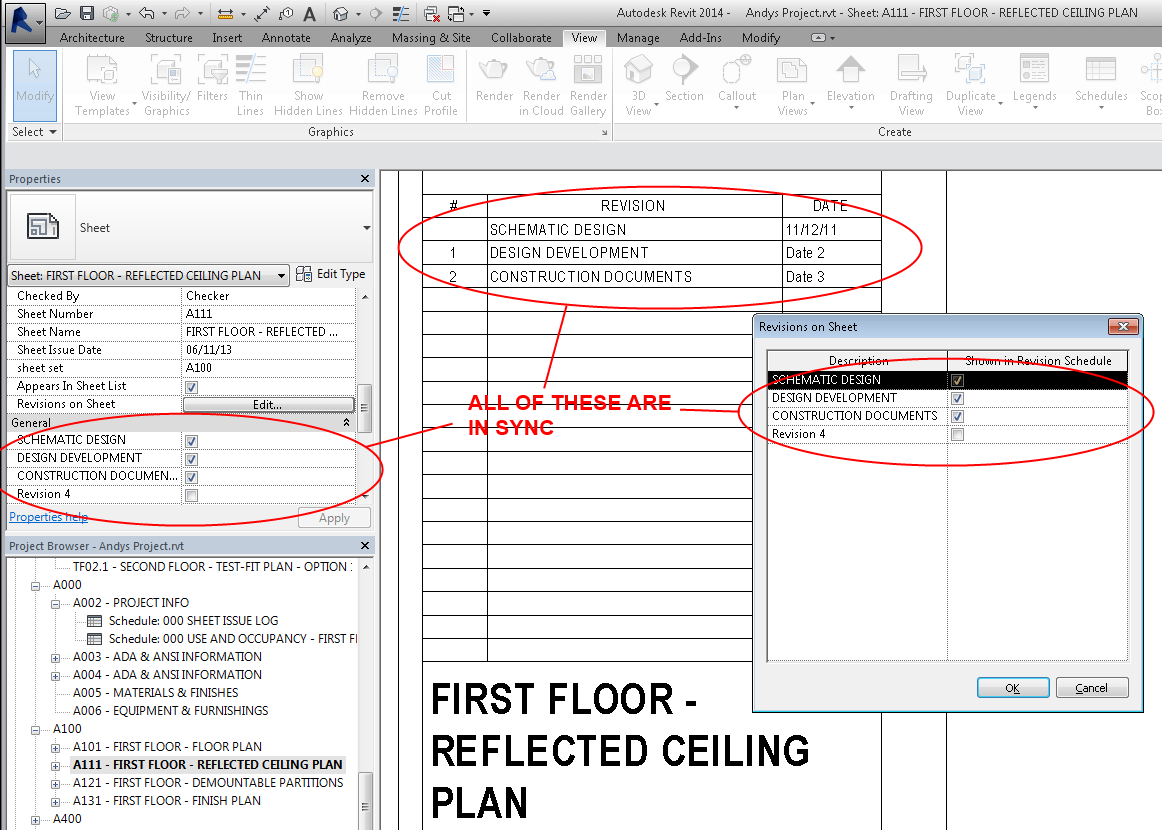 Autodesk Revit 2014 - Andys Project.rvt - Sheet: A111 - FIRST FLOOR - REFLECTED CEILING PLAN
Architecture Structure Insert Annotate Analyze Massing & Site Collaborate View Manage Add-Ins Modify
Modify
View Templates
Visibility/ Graphics
Filters
Thin Lines
Show Hidden Lines
Remove Hidden Lines
Cut Profile
Render
Render in Cloud
Render Gallery
3D View
Section
Callout
Plan Views
Elevation
Drafting View
Duplicate View
Legends
Schedules
Select
Graphics
Create
Properties
Sheet
Sheet: FIRST FLOOR - REFLECTED CEILING PLAN
Edit Type
Checked By Checker
Sheet Number A111
Sheet Name FIRST FLOOR - REFLECTED ...
Sheet Issue Date 06/11/13
sheet set A100
Appears In Sheet List
Revisions on Sheet Edit...
General
SCHEMATIC DESIGN
DESIGN DEVELOPMENT
CONSTRUCTION DOCUMEN...
Revision 4
Properties help
Apply
Project Browser - Andys Project.rvt
TF02.1 - SECOND FLOOR - TEST-FIT PLAN - OPTION
A000
A002 - PROJECT INFO
Schedule: 000 SHEET ISSUE LOG
Schedule: 000 USE AND OCCUPANCY - FIRST
A003 - ADA & ANSI INFORMATION
A004 - ADA & ANSI INFORMATION
A005 - MATERIALS & FINISHES
A006 - EQUIPMENT & FURNISHINGS
A100
A101 - FIRST FLOOR - FLOOR PLAN
A111 - FIRST FLOOR - REFLECTED CEILING PLAN
A121 - FIRST FLOOR - DEMOUNTABLE PARTITIONS
A131 - FIRST FLOOR - FINISH PLAN
A400
# REVISION DATE
SCHEMATIC DESIGN 11/12/11
1 DESIGN DEVELOPMENT Date 2
2 CONSTRUCTION DOCUMENTS Date 3
ALL OF THESE ARE
IN SYNC
FIRST FLOOR -
REFLECTED CEILING
PLAN
Revisions on Sheet
Description Shown in Revision Schedule
SCHEMATIC DESIGN
DESIGN DEVELOPMENT
CONSTRUCTION DOCUMENTS
Revision 4
OK Cancel